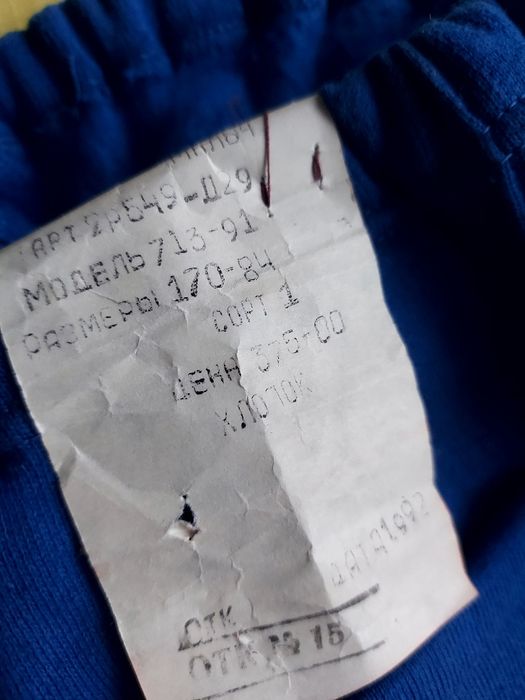 АРТ 2Р549-Д29
МОДЕЛЬ 713-91
РАЗМЕРЫ 170-84
СОРТ 1
ЦЕНА 375-00
ХЛОПОК
ДАТА 1992
ОТК
ОТК № 15